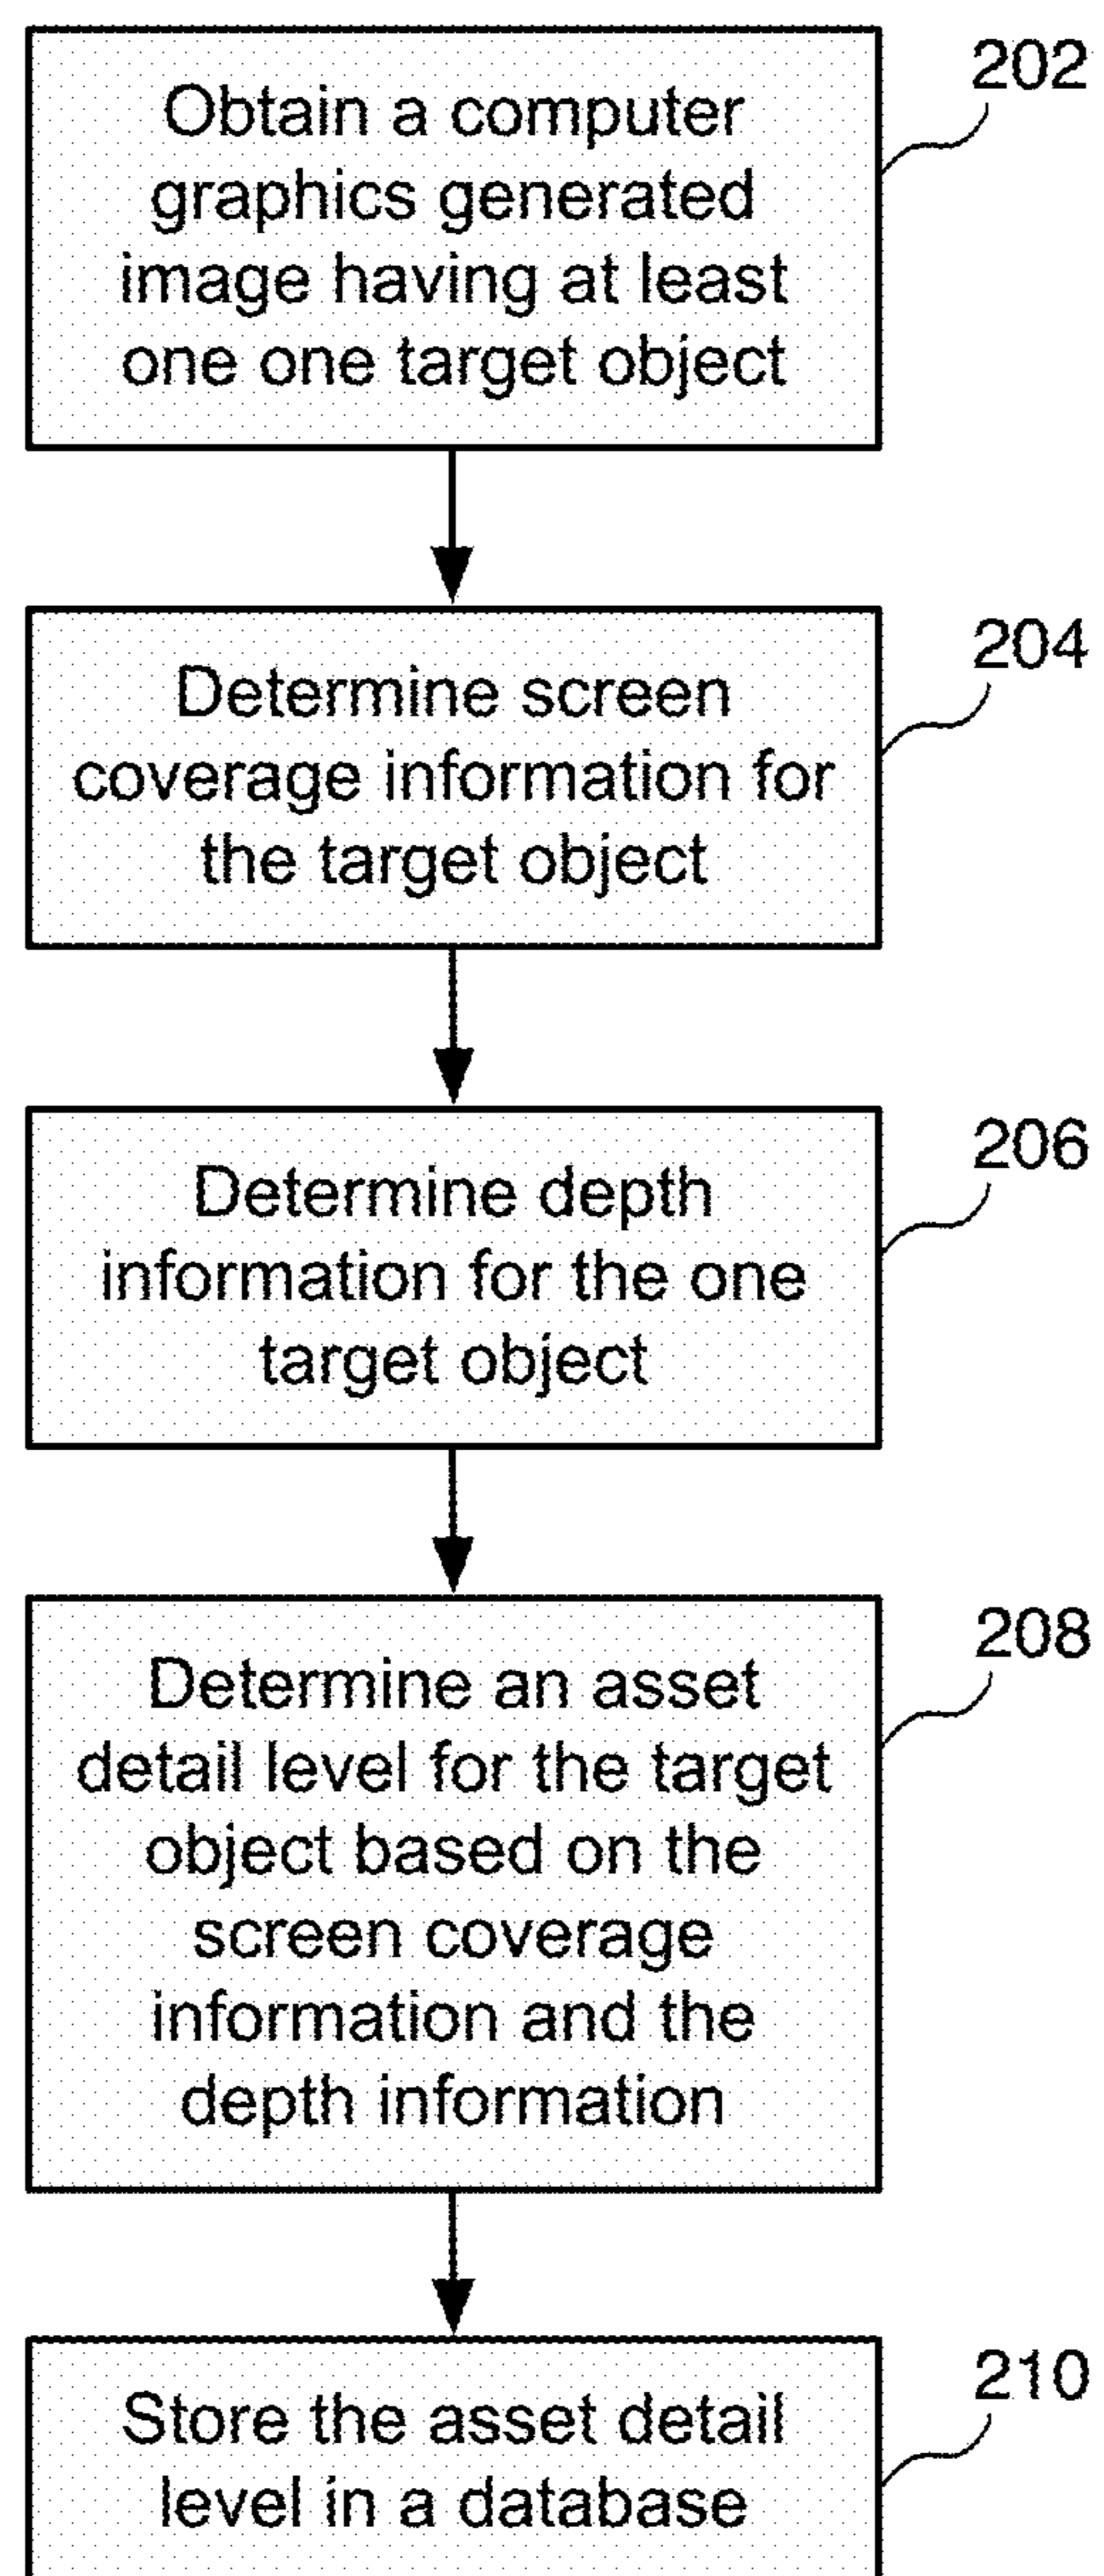 202
Obtain a computer
graphics generated
image having at least
one one target object
204
Determine screen
coverage information for
the target object
206
Determine depth
information for the one
target object
208
Determine an asset
detail level for the target
object based on the
screen coverage
information and the
depth information
210
Store the asset detail
level in a database